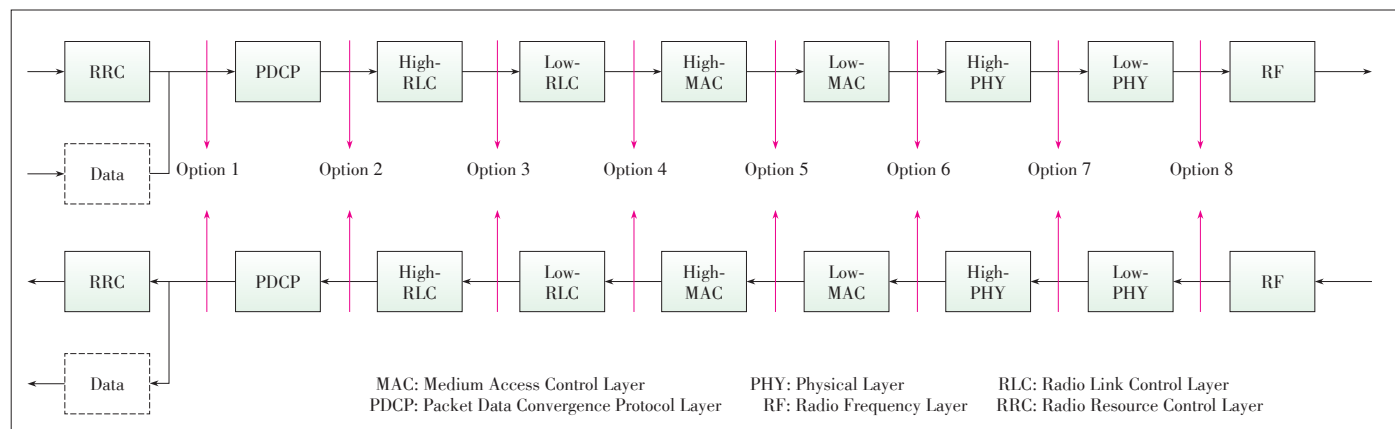 RRC
PDCP
High-
RLC
Low-
RLC
High-
MAC
Low-
MAC
High-
PHY
Low-
PHY
RF
Data
Option 1
Option 2
Option 3
Option 4
Option 5
Option 6
Option 7
Option 8
RRC
PDCP
High-
RLC
Low-
RLC
High-
MAC
Low-
MAC
High-
PHY
Low-
PHY
RF
Data
MAC: Medium Access Control Layer
PHY: Physical Layer
RLC: Radio Link Control Layer
PDCP: Packet Data Convergence Protocol Layer
RF: Radio Frequency Layer
RRC: Radio Resource Control Layer